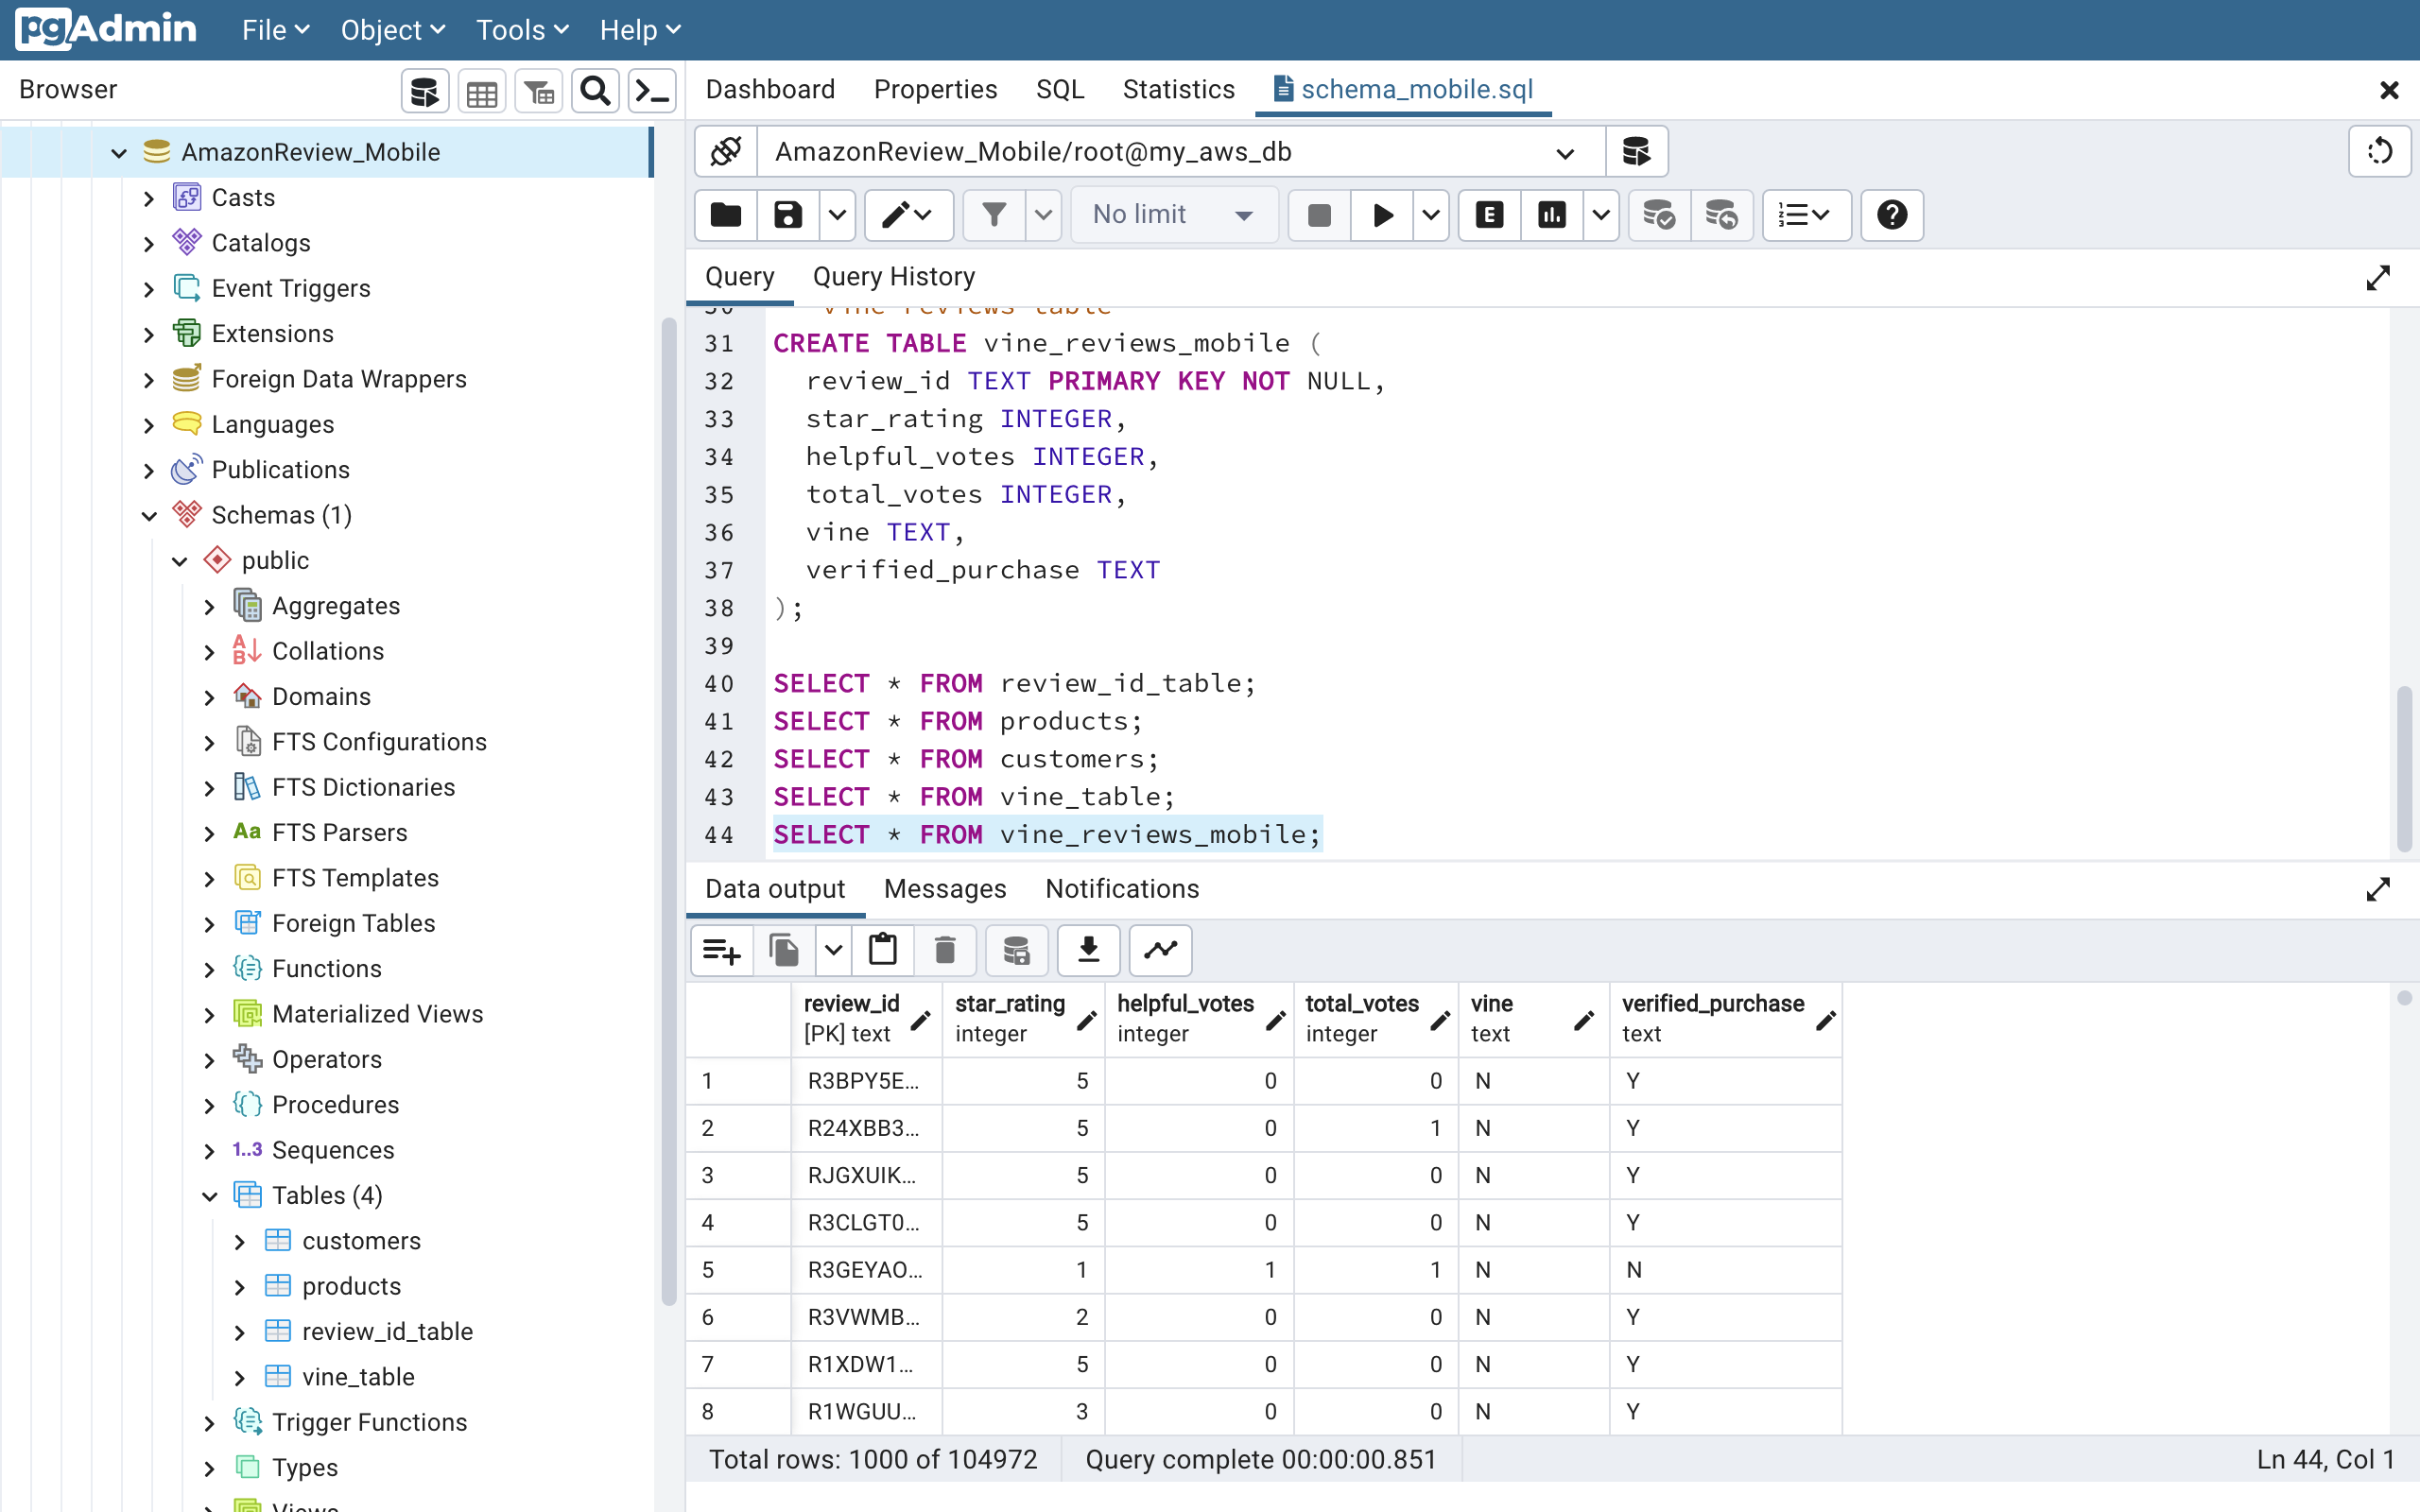 pgAdmin File Object Tools Help
Browser
Dashboard Properties SQL Statistics schema_mobile.sql
AmazonReview_Mobile
Casts
Catalogs
Event Triggers
Extensions
Foreign Data Wrappers
Languages
Publications
Schemas (1)
public
Aggregates
Collations
Domains
FTS Configurations
FTS Dictionaries
Aa FTS Parsers
FTS Templates
Foreign Tables
Functions
Materialized Views
Operators
Procedures
1..3 Sequences
Tables (4)
customers
products
review_id_table
vine_table
Trigger Functions
Types
Views
AmazonReview_Mobile/root@my_aws_db
No limit
E
Query Query History
30 vine reviews table
31 CREATE TABLE vine_reviews_mobile (
32 review_id TEXT PRIMARY KEY NOT NULL,
33 star_rating INTEGER,
34 helpful_votes INTEGER,
35 total_votes INTEGER,
36 vine TEXT,
37 verified_purchase TEXT
38 );
39
40 SELECT * FROM review_id_table;
41 SELECT * FROM products;
42 SELECT * FROM customers;
43 SELECT * FROM vine_table;
44 SELECT * FROM vine_reviews_mobile;
Data output Messages Notifications
review_id star_rating helpful_votes total_votes vine verified_purchase
[PK] text integer integer integer text text
1 R3BPY5E... 5 0 0 N Y
2 R24XBB3... 5 0 1 N Y
3 RJGXUIK... 5 0 0 N Y
4 R3CLGT0... 5 0 0 N Y
5 R3GEYAO... 1 1 1 N N
6 R3VWMB... 2 0 0 N Y
7 R1XDW1... 5 0 0 N Y
8 R1WGUU... 3 0 0 N Y
Total rows: 1000 of 104972 Query complete 00:00:00.851 Ln 44, Col 1